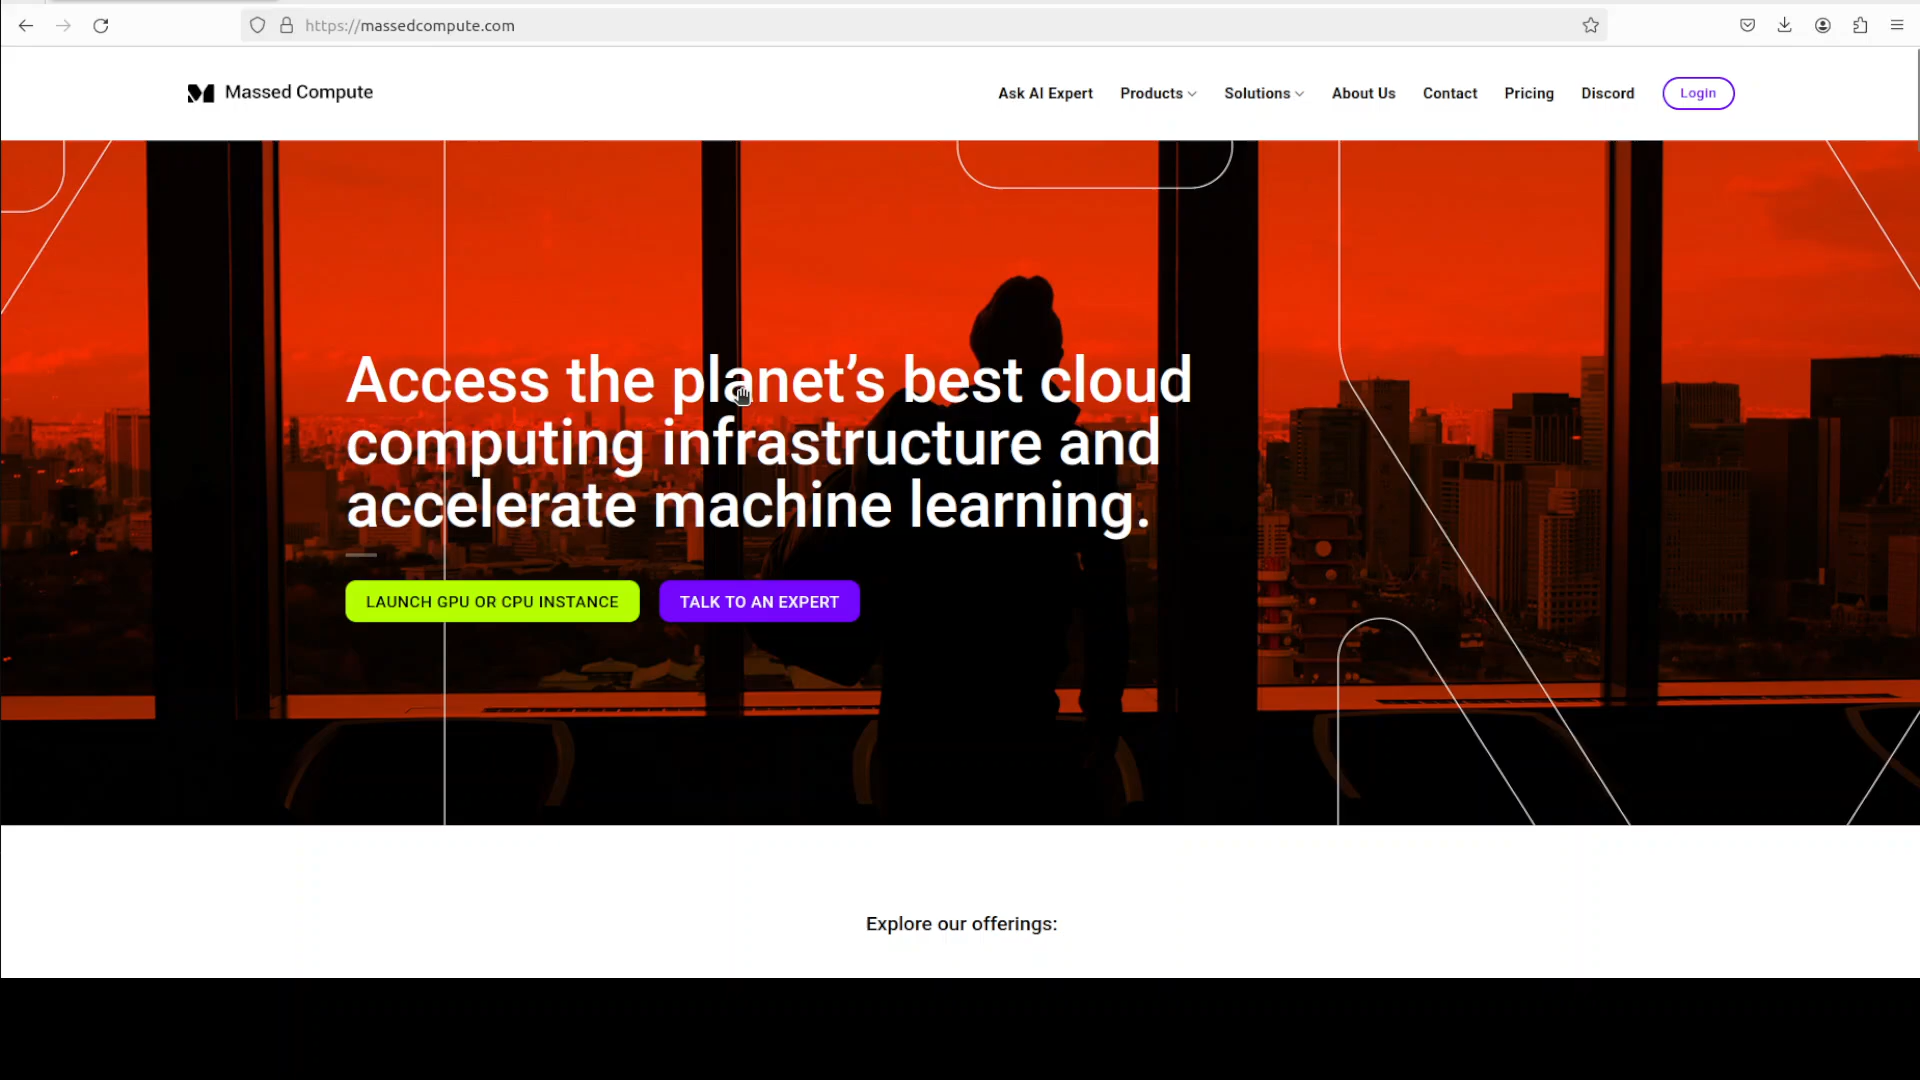 https://massedcompute.com
Massed Compute
Ask AI Expert
Products
Solutions
About Us
Contact
Pricing
Discord
Login
Access the planet’s best cloud
computing infrastructure and
accelerate machine learning.
LAUNCH GPU OR CPU INSTANCE
TALK TO AN EXPERT
Explore our offerings: